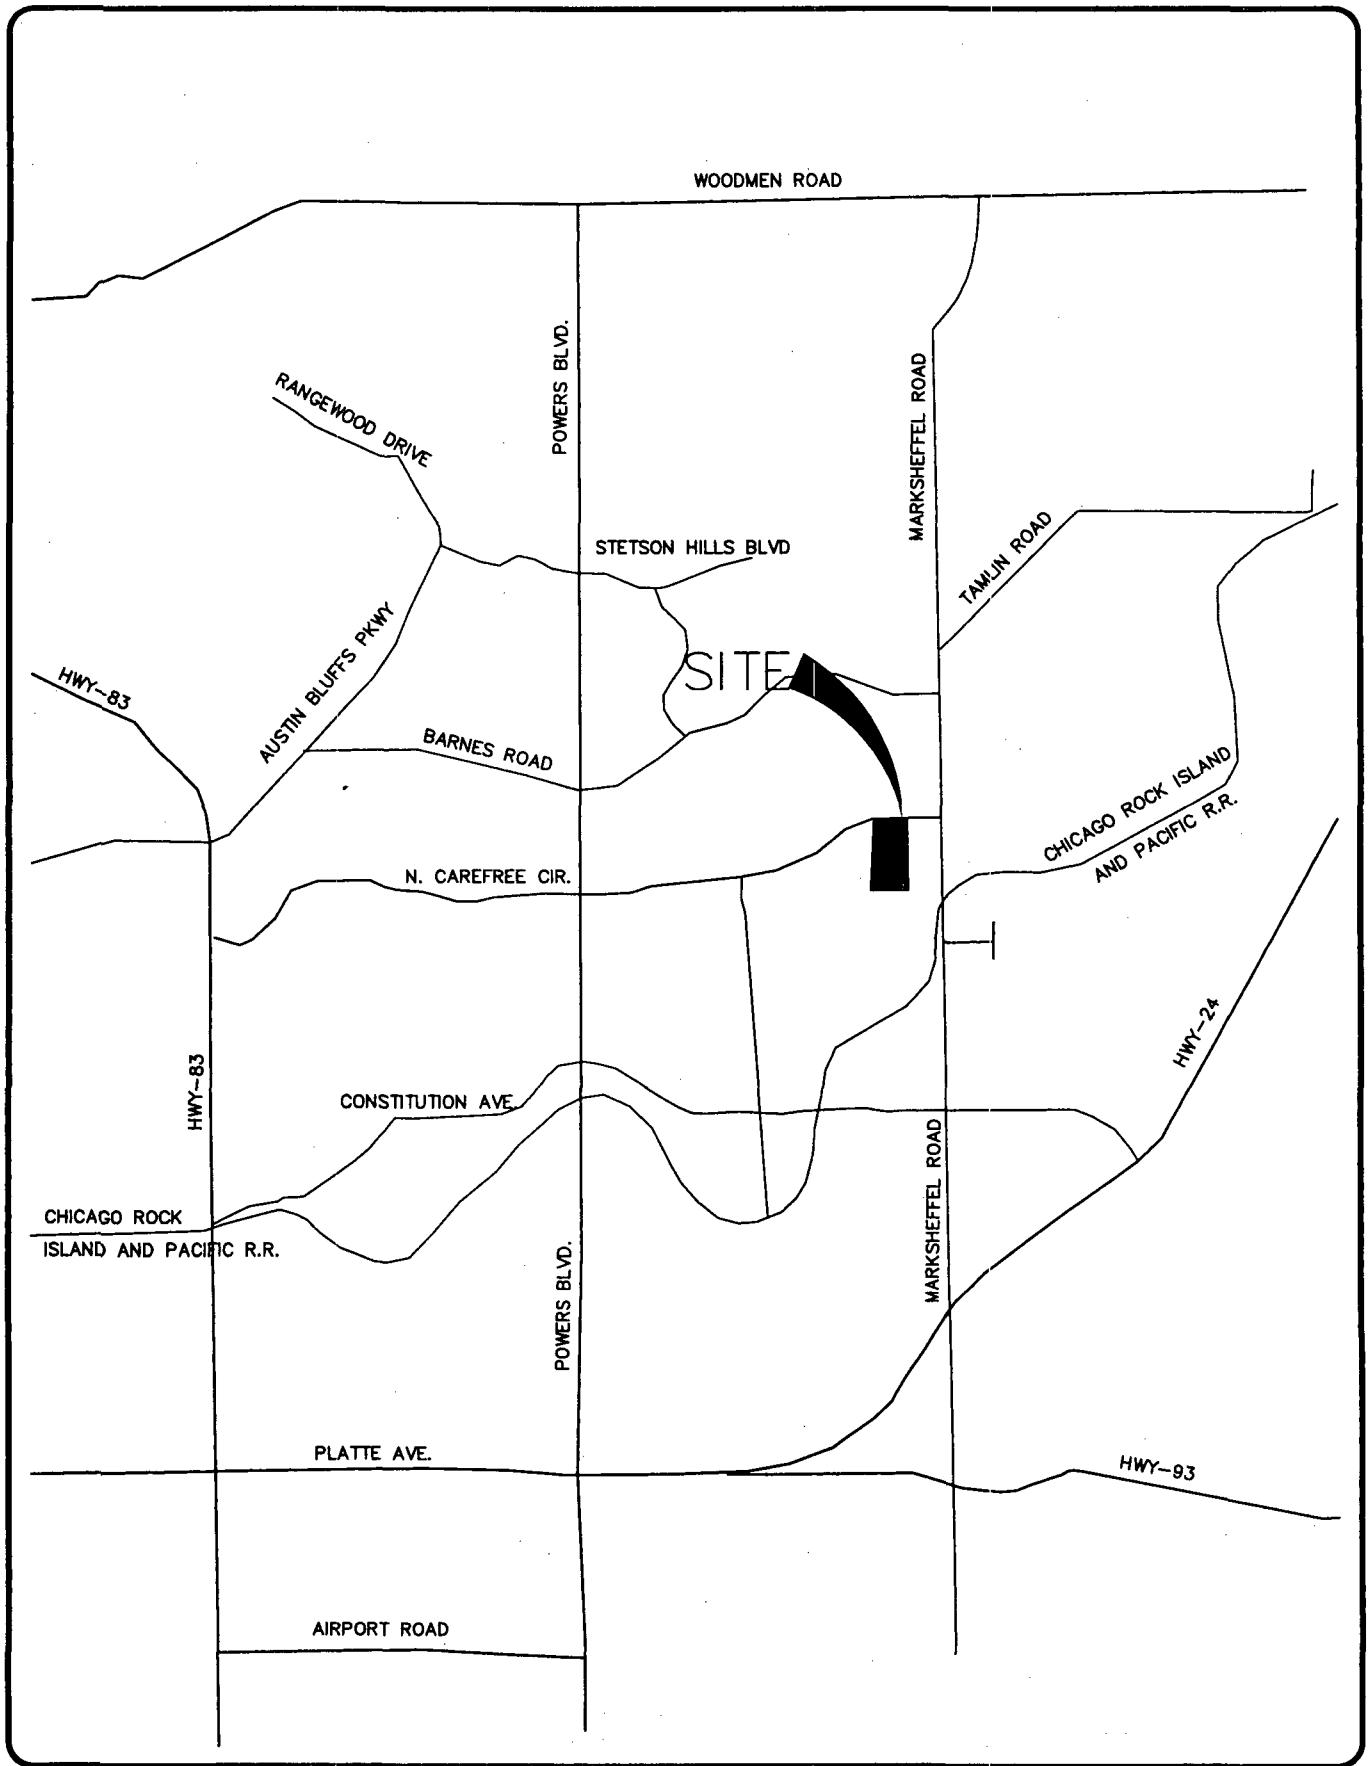 WOODMEN ROAD
POWERS BLVD.
MARKSHEFFEL ROAD
RANGEWOOD DRIVE
STETSON HILLS BLVD
TAMLIN ROAD
AUSTIN BLUFFS PKWY
SITE
HWY-83
BARNES ROAD
CHICAGO ROCK ISLAND
AND PACIFIC R.R.
N. CAREFREE CIR.
HWY-24
HWY-83
CONSTITUTION AVE.
MARKSHEFFEL ROAD
CHICAGO ROCK
ISLAND AND PACIFIC R.R.
POWERS BLVD.
PLATTE AVE.
HWY-93
AIRPORT ROAD